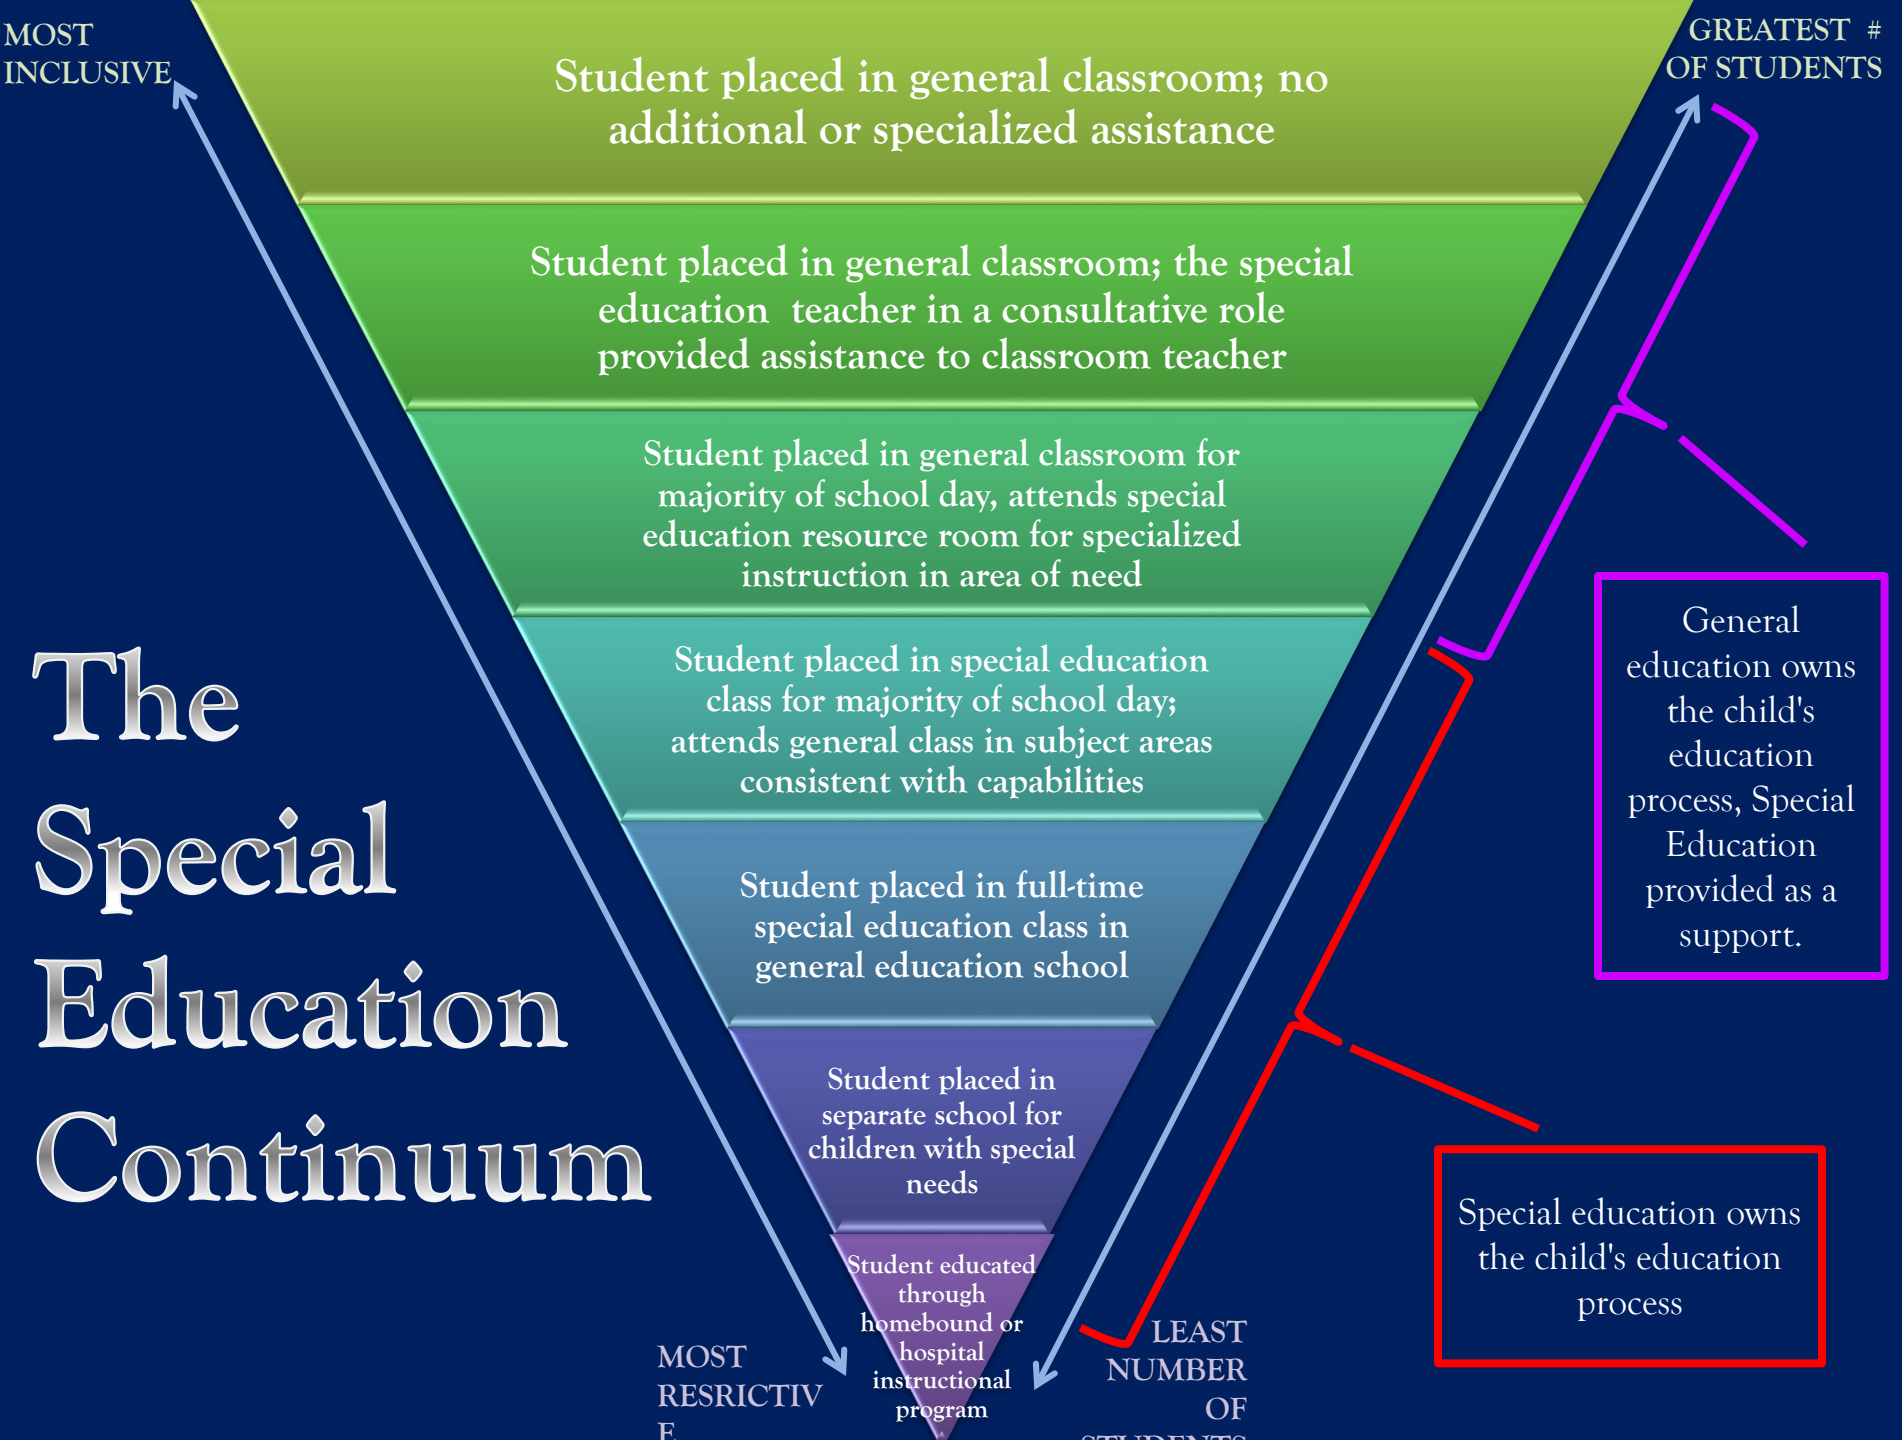 MOST
INCLUSIVE
GREATEST #
OF STUDENTS
Student placed in general classroom; no
additional or specialized assistance
Student placed in general classroom; the special
education teacher in a consultative role
provided assistance to classroom teacher
Student placed in general classroom for
majority of school day, attends special
education resource room for specialized
instruction in area of need
Student placed in special education
class for majority of school day;
attends general class in subject areas
consistent with capabilities
Student placed in full-time
special education class in
general education school
Student placed in
separate school for
children with special
needs
Student educated
through
homebound or
hospital
instructional
program
The
Special
Education
Continuum
General
education owns
the child's
education
process, Special
Education
provided as a
support.
Special education owns
the child's education
process
MOST
RESRICTIV
E
LEAST
NUMBER
OF
STUDENTS